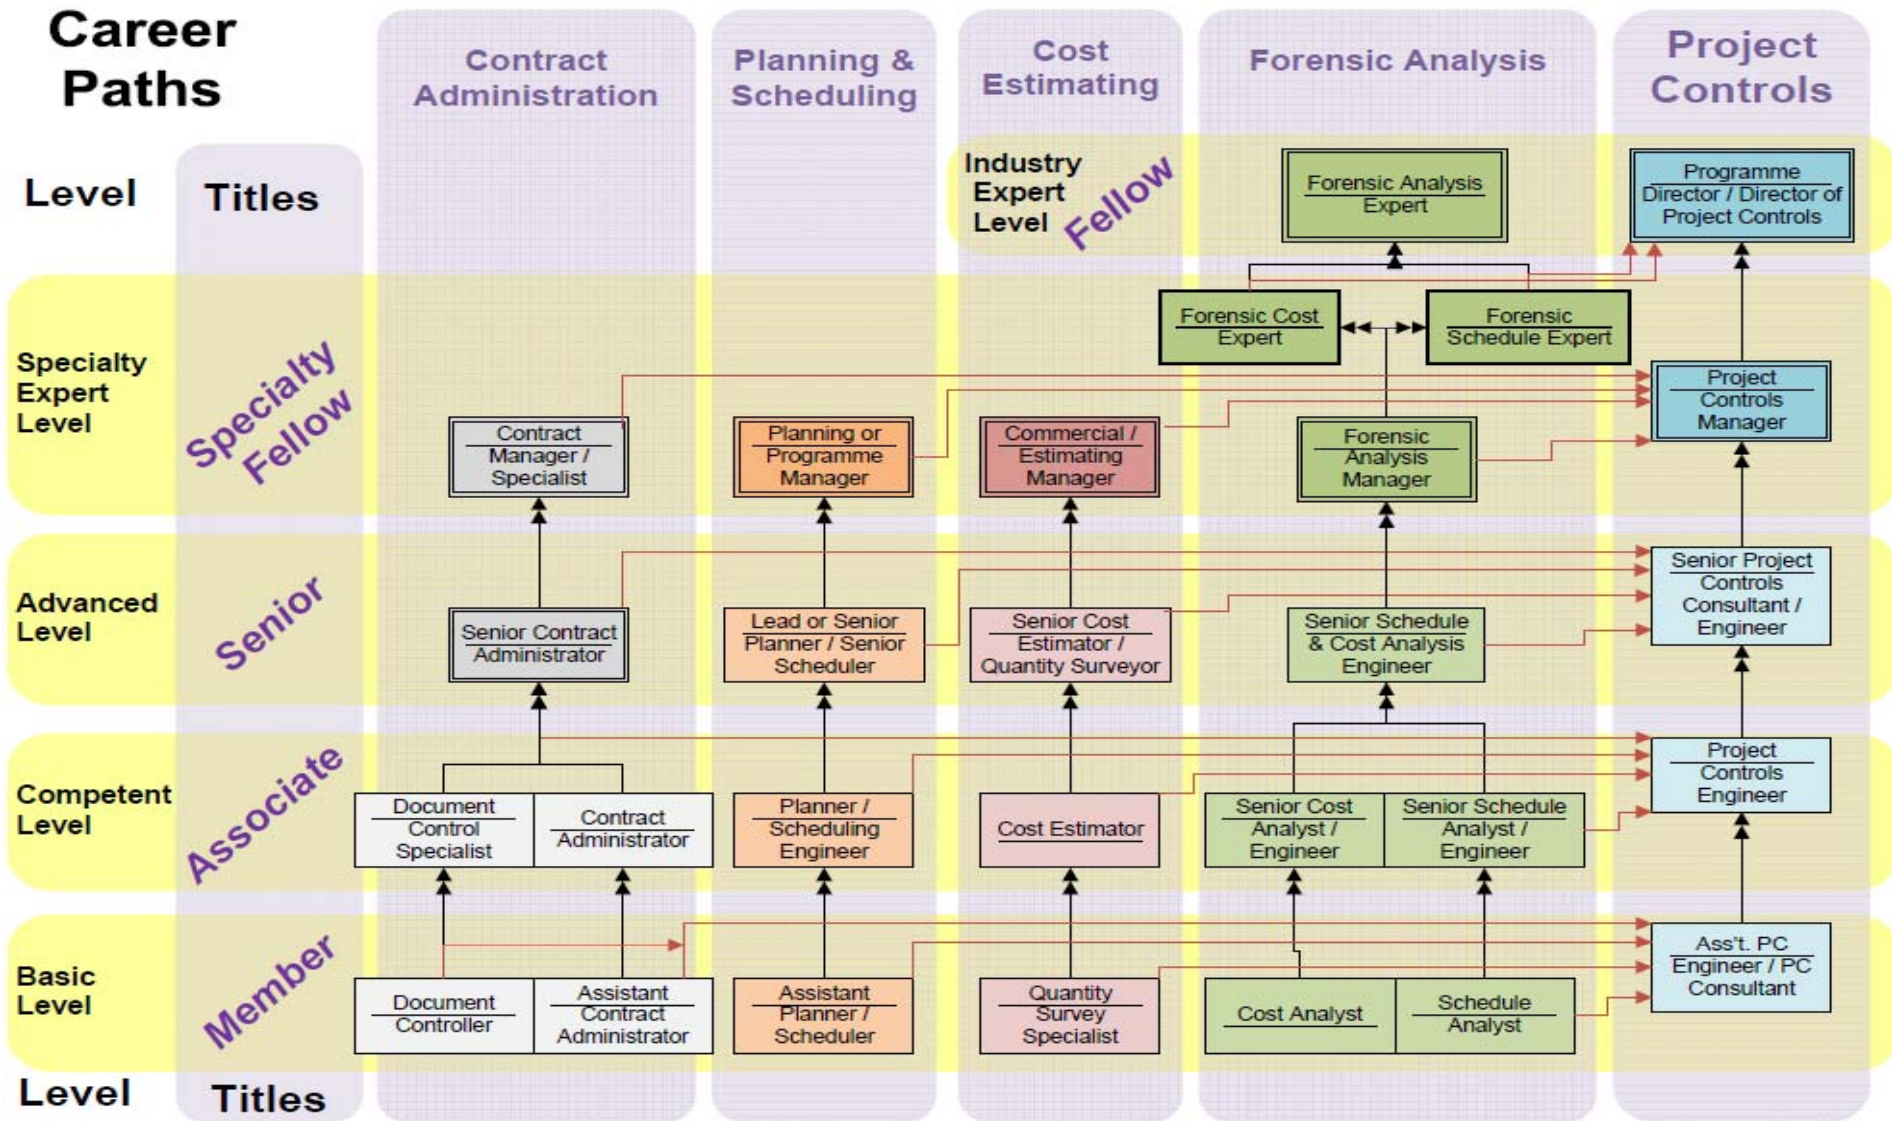 Career
Paths
Contract
Administration
Planning &
Scheduling
Cost
Estimating
Forensic Analysis
Project
Controls
Level
Titles
Industry
Expert
Level
Fellow
Forensic Analysis
Expert
Programme
Director / Director of
Project Controls
Specialty
Expert
Level
Specialty
Fellow
Forensic Cost
Expert
Forensic
Schedule Expert
Contract
Manager /
Specialist
Planning or
Programme
Manager
Commercial /
Estimating
Manager
Forensic
Analysis
Manager
Project
Controls
Manager
Advanced
Level
Senior
Senior Contract
Administrator
Lead or Senior
Planner / Senior
Scheduler
Senior Cost
Estimator /
Quantity Surveyor
Senior Schedule
& Cost Analysis
Engineer
Senior Project
Controls
Consultant /
Engineer
Competent
Level
Associate
Document
Control
Specialist
Contract
Administrator
Planner /
Scheduling
Engineer
Cost Estimator
Senior Cost
Analyst /
Engineer
Senior Schedule
Analyst /
Engineer
Project
Controls
Engineer
Basic
Level
Member
Document
Controller
Assistant
Contract
Administrator
Assistant
Planner /
Scheduler
Quantity
Survey
Specialist
Cost Analyst
Schedule
Analyst
Ass't. PC
Engineer / PC
Consultant
Level
Titles